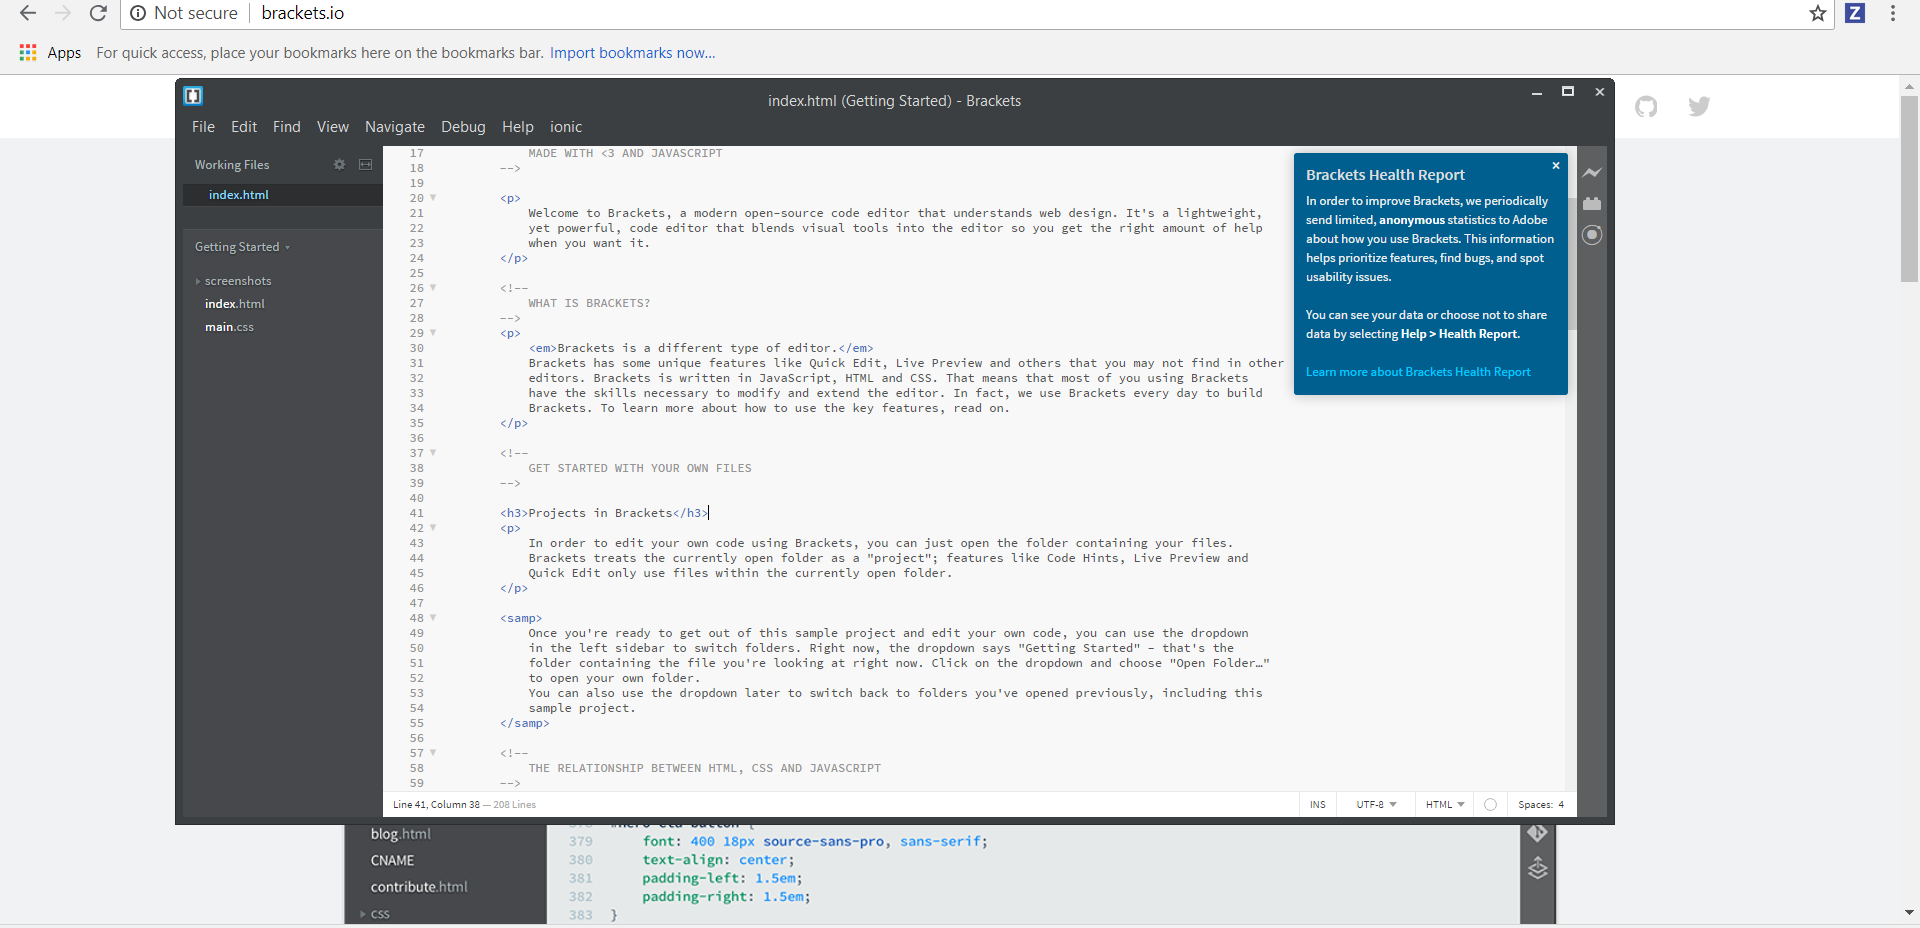 Not secure | brackets.io
Z
Apps For quick access, place your bookmarks here on the bookmarks bar. Import bookmarks now...
index.html (Getting Started) - Brackets
File Edit Find View Navigate Debug Help ionic
Working Files
index.html
Getting Started
screenshots
index.html
main.css
17 MADE WITH <3 AND JAVASCRIPT
18 -->
19
20 <p>
21 Welcome to Brackets, a modern open-source code editor that understands web design. It's a lightweight,
22 yet powerful, code editor that blends visual tools into the editor so you get the right amount of help
23 when you want it.
24 </p>
25
26 <!--
27 WHAT IS BRACKETS?
28 -->
29 <p>
30 <em>Brackets is a different type of editor.</em>
31 Brackets has some unique features like Quick Edit, Live Preview and others that you may not find in other
32 editors. Brackets is written in JavaScript, HTML and CSS. That means that most of you using Brackets
33 have the skills necessary to modify and extend the editor. In fact, we use Brackets every day to build
34 Brackets. To learn more about how to use the key features, read on.
35 </p>
36
37 <!--
38 GET STARTED WITH YOUR OWN FILES
39 -->
40
41 <h3>Projects in Brackets</h3>
42 <p>
43 In order to edit your own code using Brackets, you can just open the folder containing your files.
44 Brackets treats the currently open folder as a "project"; features like Code Hints, Live Preview and
45 Quick Edit only use files within the currently open folder.
46 </p>
47
48 <samp>
49 Once you're ready to get out of this sample project and edit your own code, you can use the dropdown
50 in the left sidebar to switch folders. Right now, the dropdown says "Getting Started" - that's the
51 folder containing the file you're looking at right now. Click on the dropdown and choose "Open Folder…"
52 to open your own folder.
53 You can also use the dropdown later to switch back to folders you've opened previously, including this
54 sample project.
55 </samp>
56
57 <!--
58 THE RELATIONSHIP BETWEEN HTML, CSS AND JAVASCRIPT
59 -->
Brackets Health Report
In order to improve Brackets, we periodically
send limited, anonymous statistics to Adobe
about how you use Brackets. This information
helps prioritize features, find bugs, and spot
usability issues.
You can see your data or choose not to share
data by selecting Help > Health Report.
Learn more about Brackets Health Report
Line 41, Column 38 — 208 Lines
INS UTF-8 HTML Spaces: 4
blog.html
CNAME
contribute.html
css
379 font: 400 18px source-sans-pro, sans-serif;
380 text-align: center;
381 padding-left: 1.5em;
382 padding-right: 1.5em;
383 }